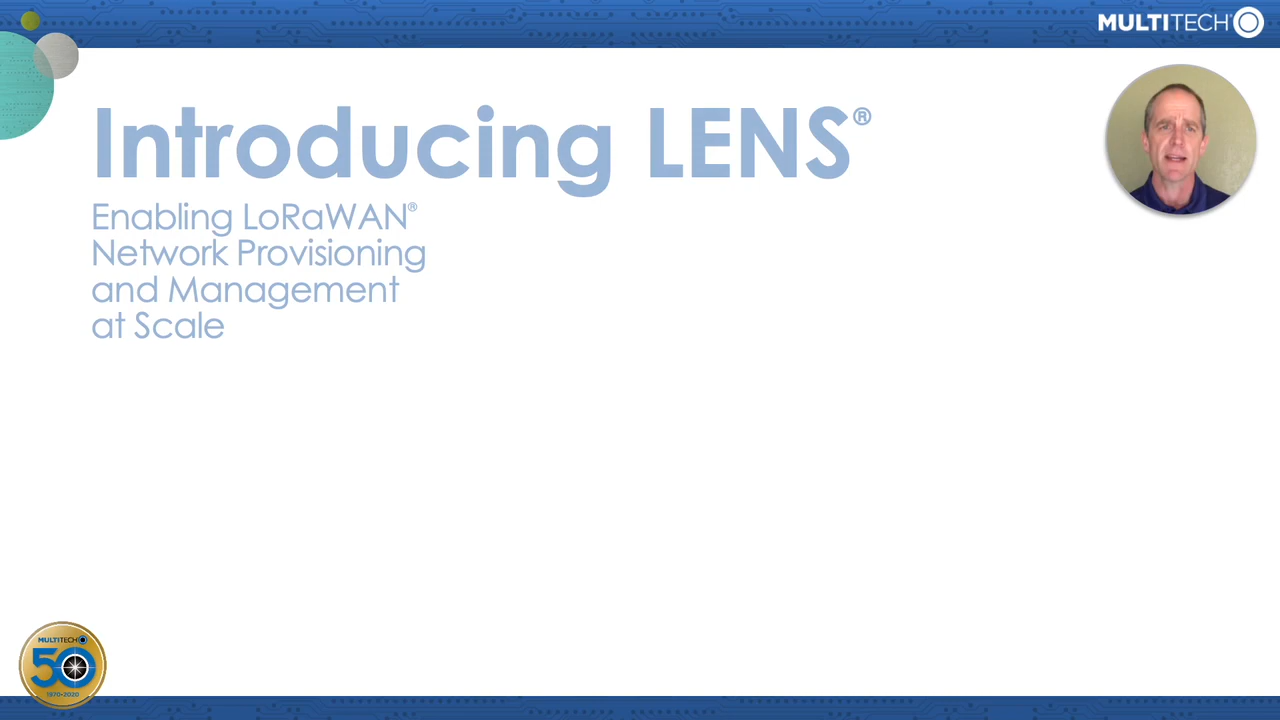 MULTITECH®
Introducing LENS®
Enabling LoRaWAN®
Network Provisioning
and Management
at Scale
MULTITECH
50
1970•2020